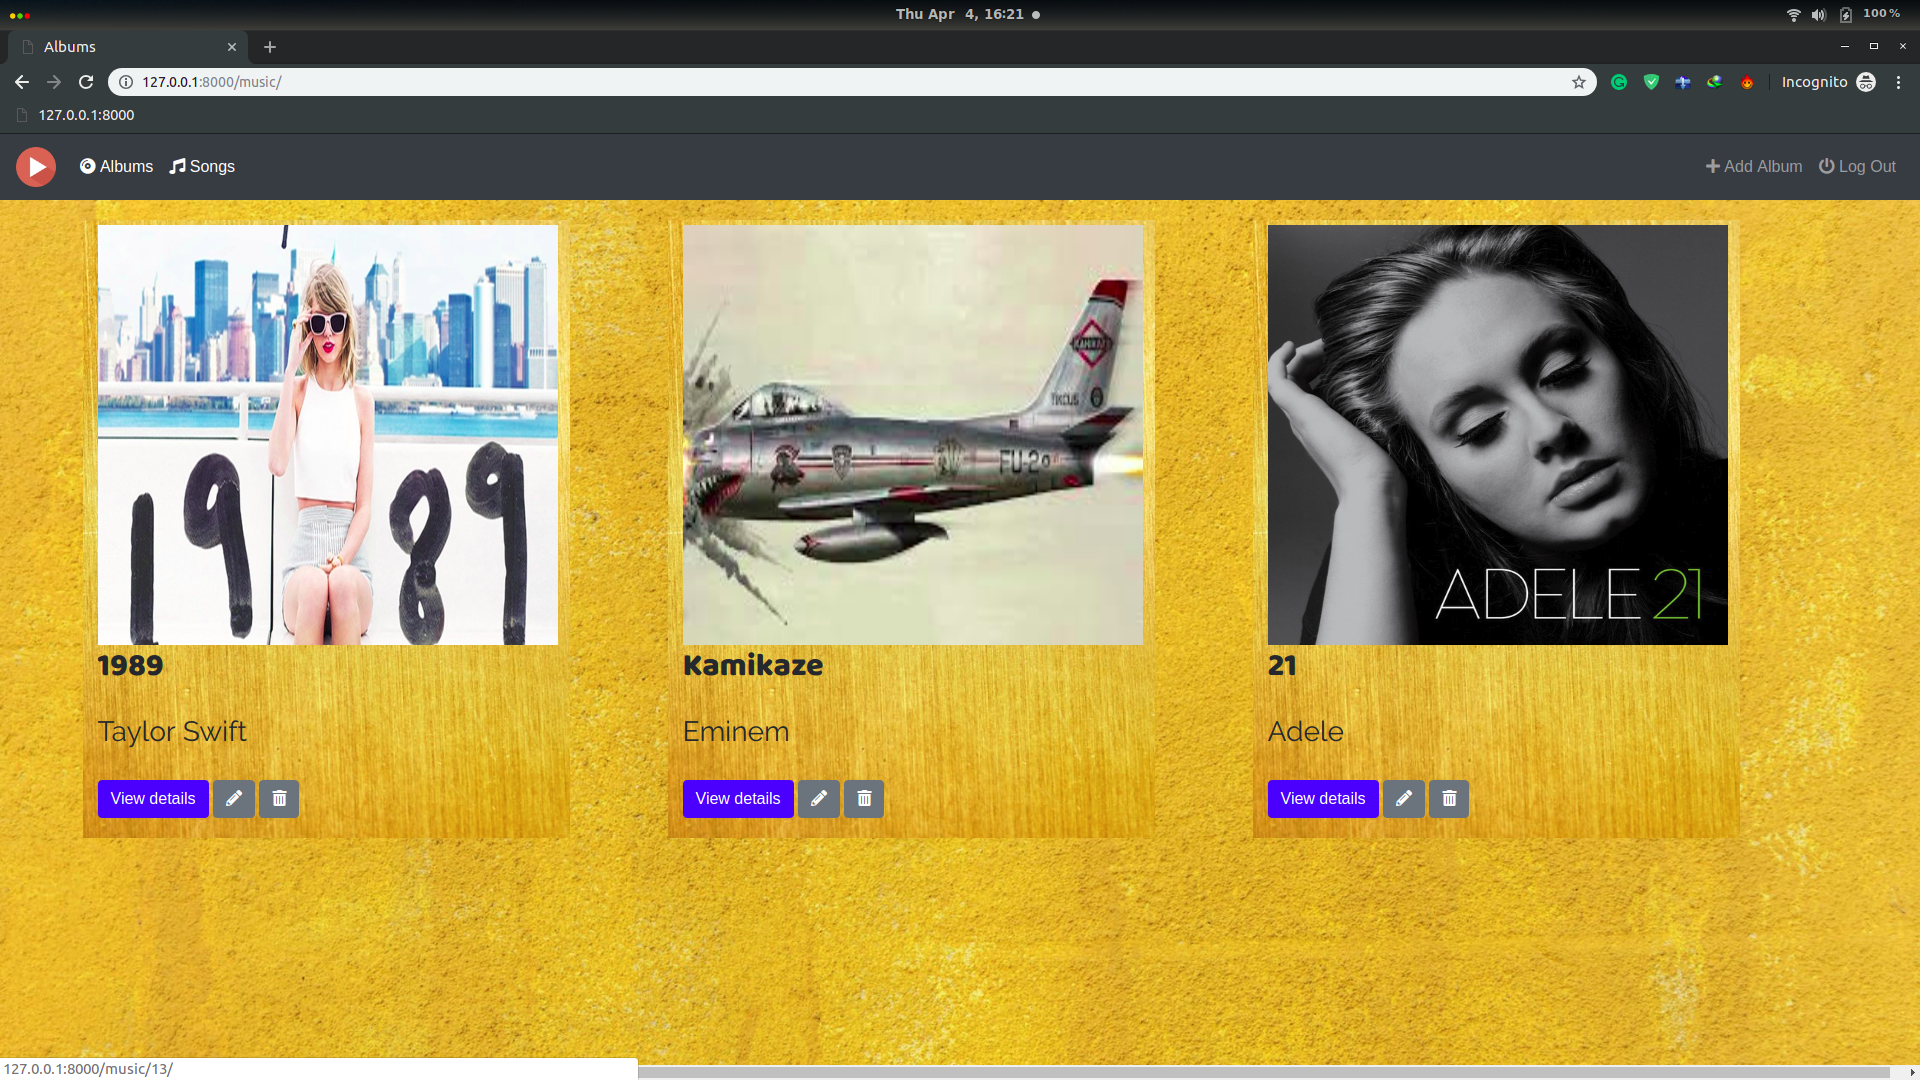 Thu Apr 4, 16:21
100 %
Albums
127.0.0.1:8000/music/
Incognito
127.0.0.1:8000
Albums
Songs
Add Album
Log Out
1989
KAMIKAZE
FU-2
ADELE 21
1989
Kamikaze
21
Taylor Swift
Eminem
Adele
View details
View details
View details
127.0.0.1:8000/music/13/